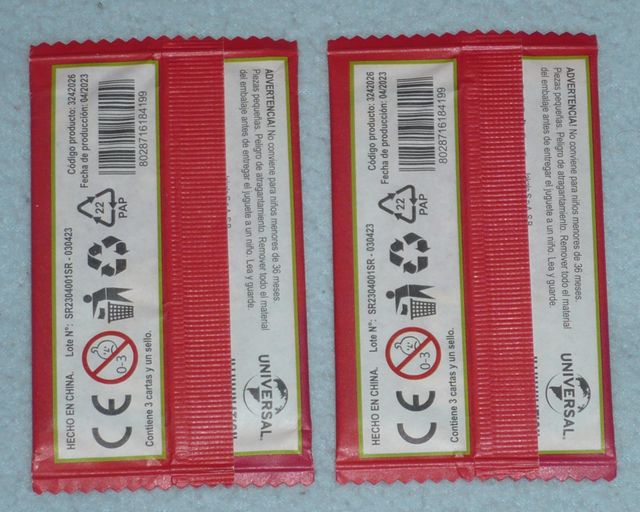 ADVERTENCIA! No conviene para niños menores de 36 meses.
Piezas pequeñas. Peligro de atragantamiento. Remover todo el material
del embalaje antes de entregar el juguete a un niño. Lea y guarde.
UNIVERSAL
8028716184199
Código producto: 3242026
Fecha de producción: 04/2023
22
PAP
Lote N°: SR2304001SR - 030423
0-3
HECHO EN CHINA.
CE
Contiene 3 cartas y un sello.
ADVERTENCIA! No conviene para niños menores de 36 meses.
Piezas pequeñas. Peligro de atragantamiento. Remover todo el material
del embalaje antes de entregar el juguete a un niño. Lea y guarde.
UNIVERSAL
8028716184199
Código producto: 3242026
Fecha de producción: 04/2023
22
PAP
Lote N°: SR2304001SR - 030423
0-3
HECHO EN CHINA.
CE
Contiene 3 cartas y un sello.